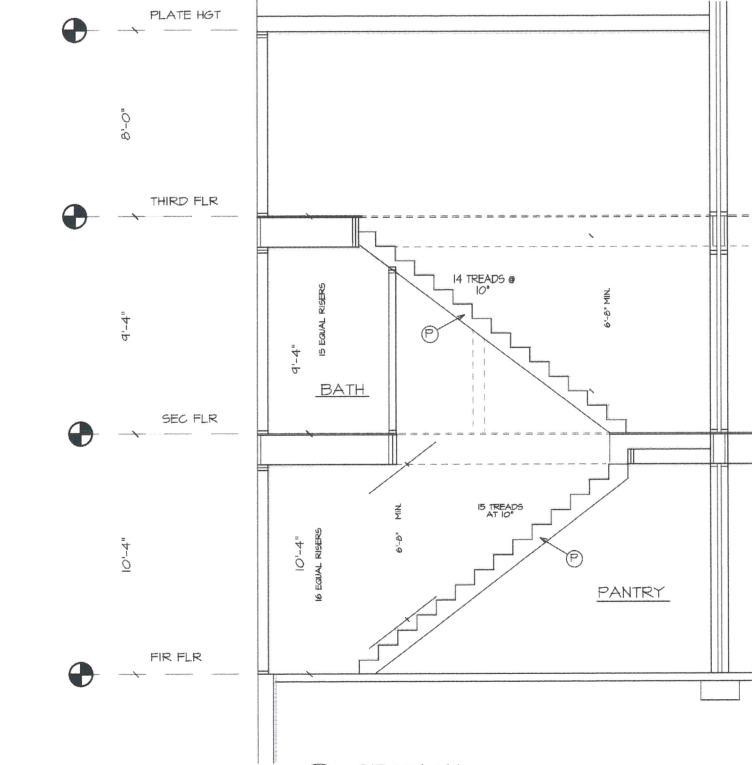 PLATE HGT
8'-0"
THIRD FLR
14 TREADS @
10"
6'-8" MIN.
15 EQUAL RISERS
9'-4"
9'-4"
P
BATH
SEC FLR
15 TREADS
AT 10"
6'-8" MIN.
10'-4"
16 EQUAL RISERS
10'-4"
P
PANTRY
FIR FLR